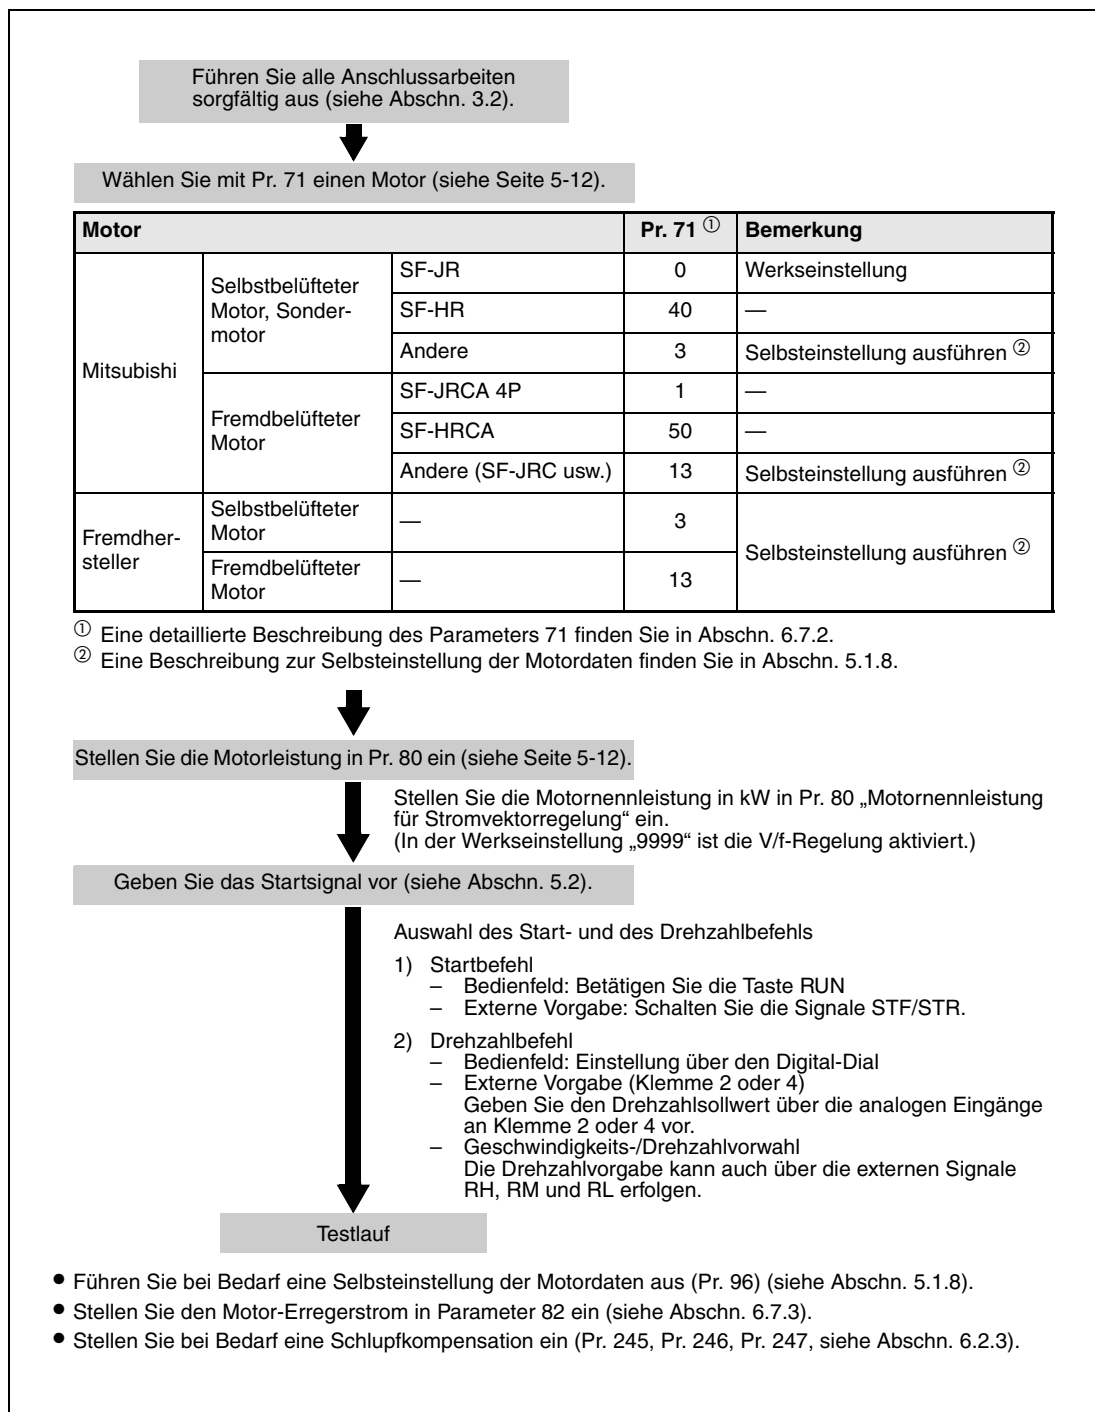 Führen Sie alle Anschlussarbeiten
sorgfältig aus (siehe Abschn. 3.2).
Wählen Sie mit Pr. 71 einen Motor (siehe Seite 5-12).
Motor Pr. 71 ① Bemerkung
Mitsubishi
Selbstbelüfteter
Motor, Sonder-
motor
SF-JR 0 Werkseinstellung
SF-HR 40 —
Andere 3 Selbsteinstellung ausführen ②
Fremdbelüfteter
Motor
SF-JRCA 4P 1 —
SF-HRCA 50 —
Andere (SF-JRC usw.) 13 Selbsteinstellung ausführen ②
Fremdher-
steller
Selbstbelüfteter
Motor
— 3
Selbsteinstellung ausführen ②
Fremdbelüfteter
Motor
— 13
① Eine detaillierte Beschreibung des Parameters 71 finden Sie in Abschn. 6.7.2.
② Eine Beschreibung zur Selbsteinstellung der Motordaten finden Sie in Abschn. 5.1.8.
Stellen Sie die Motorleistung in Pr. 80 ein (siehe Seite 5-12).
Stellen Sie die Motornennleistung in kW in Pr. 80 „Motornennleistung
für Stromvektorregelung“ ein.
(In der Werkseinstellung „9999“ ist die V/f-Regelung aktiviert.)
Geben Sie das Startsignal vor (siehe Abschn. 5.2).
Auswahl des Start- und des Drehzahlbefehls
1) Startbefehl
– Bedienfeld: Betätigen Sie die Taste RUN
– Externe Vorgabe: Schalten Sie die Signale STF/STR.
2) Drehzahlbefehl
– Bedienfeld: Einstellung über den Digital-Dial
– Externe Vorgabe (Klemme 2 oder 4)
Geben Sie den Drehzahlsollwert über die analogen Eingänge
an Klemme 2 oder 4 vor.
– Geschwindigkeits-/Drehzahlvorwahl
Die Drehzahlvorgabe kann auch über die externen Signale
RH, RM und RL erfolgen.
Testlauf
● Führen Sie bei Bedarf eine Selbsteinstellung der Motordaten aus (Pr. 96) (siehe Abschn. 5.1.8).
● Stellen Sie den Motor-Erregerstrom in Parameter 82 ein (siehe Abschn. 6.7.3).
● Stellen Sie bei Bedarf eine Schlupfkompensation ein (Pr. 245, Pr. 246, Pr. 247, siehe Abschn. 6.2.3).